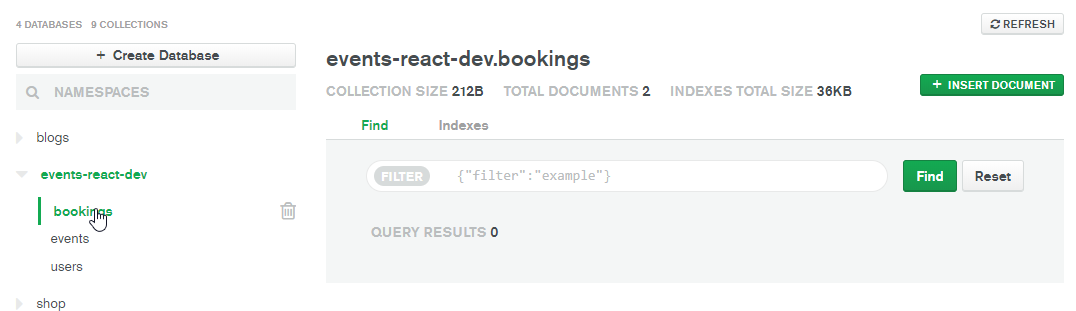 4 DATABASES 9 COLLECTIONS
REFRESH
+ Create Database
NAMESPACES
blogs
events-react-dev
bookings
events
users
shop
events-react-dev.bookings
COLLECTION SIZE 212B TOTAL DOCUMENTS 2 INDEXES TOTAL SIZE 36KB
+ INSERT DOCUMENT
Find Indexes
FILTER {"filter":"example"}
Find Reset
QUERY RESULTS 0